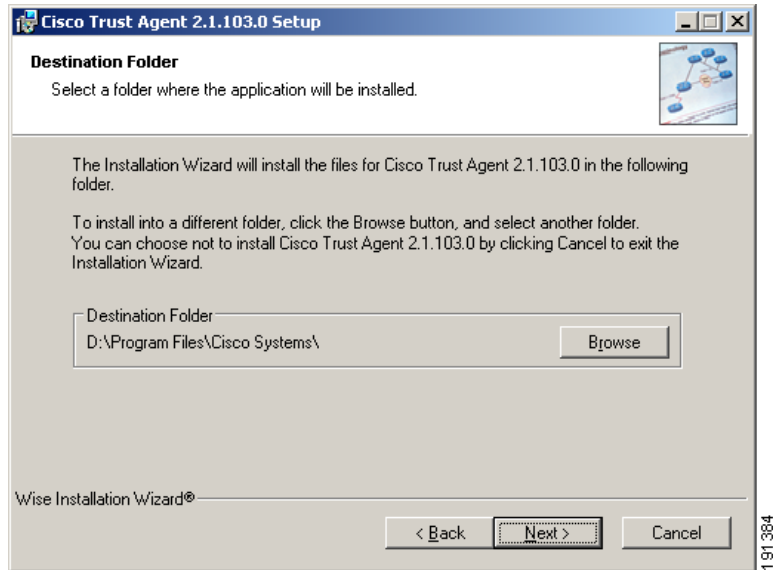 Cisco Trust Agent 2.1.103.0 Setup
Destination Folder
Select a folder where the application will be installed.
The Installation Wizard will install the files for Cisco Trust Agent 2.1.103.0 in the following
folder.
To install into a different folder, click the Browse button, and select another folder.
You can choose not to install Cisco Trust Agent 2.1.103.0 by clicking Cancel to exit the
Installation Wizard.
Destination Folder
D:\Program Files\Cisco Systems\
Browse
Wise Installation Wizard®
< Back
Next >
Cancel
191384